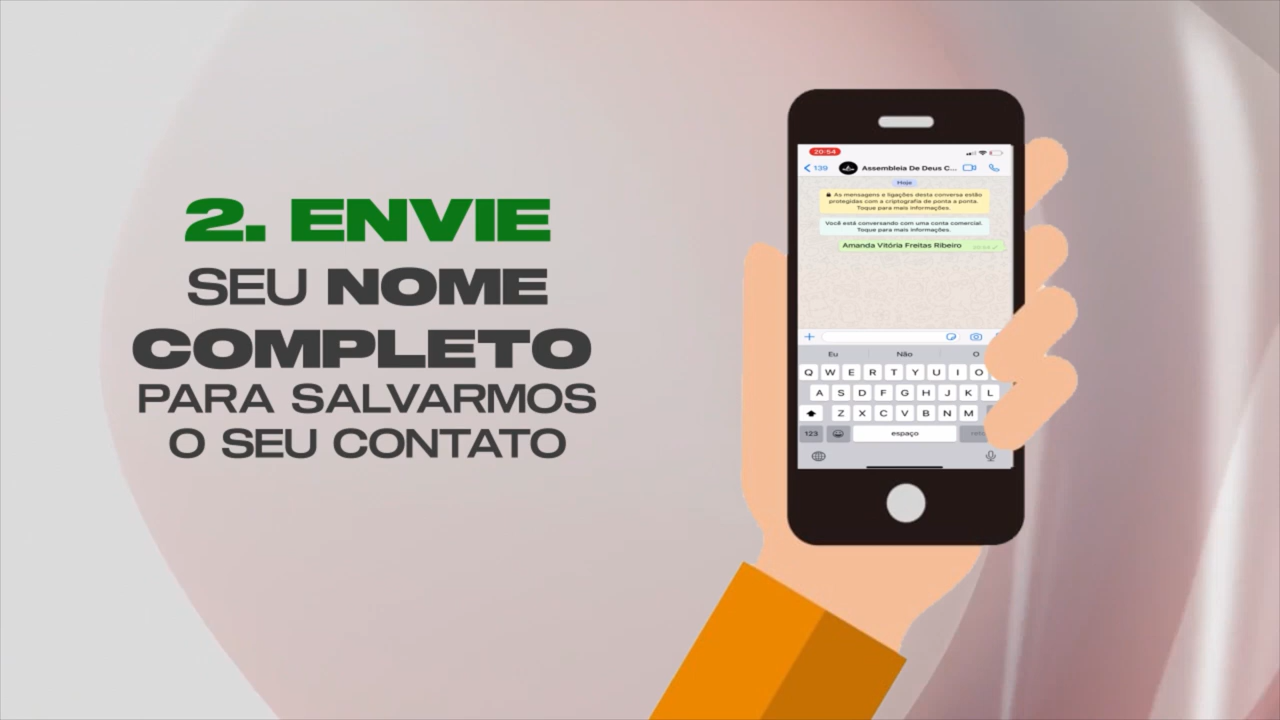 2. ENVIE
SEU NOME
COMPLETO
PARA SALVARMOS
O SEU CONTATO
20:54
139
Assembleia De Deus C...
Hoje
As mensagens e ligações desta conversa estão
protegidas com a criptografia de ponta a ponta.
Toque para mais informações.
Você está conversando com uma conta comercial.
Toque para mais informações.
Amanda Vitória Freitas Ribeiro 20:54
Eu Não O
Q W E R T Y U I O
A S D F G H J K L
Z X C V B N M
123 espaço